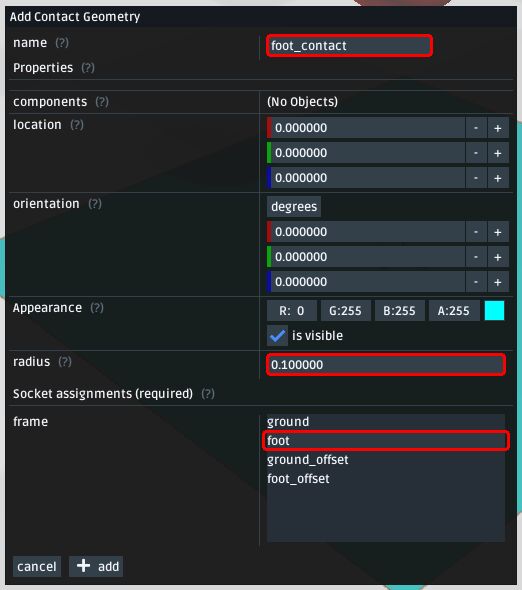 Add Contact Geometry
name (?) foot_contact
Properties (?)
components (?) (No Objects)
location (?) 0.000000 - +
0.000000 - +
0.000000 - +
orientation (?) degrees
0.000000 - +
0.000000 - +
0.000000 - +
Appearance (?) R: 0 G:255 B:255 A:255
is visible
radius (?) 0.100000
Socket assignments (required) (?)
frame ground
foot
ground_offset
foot_offset
cancel + add